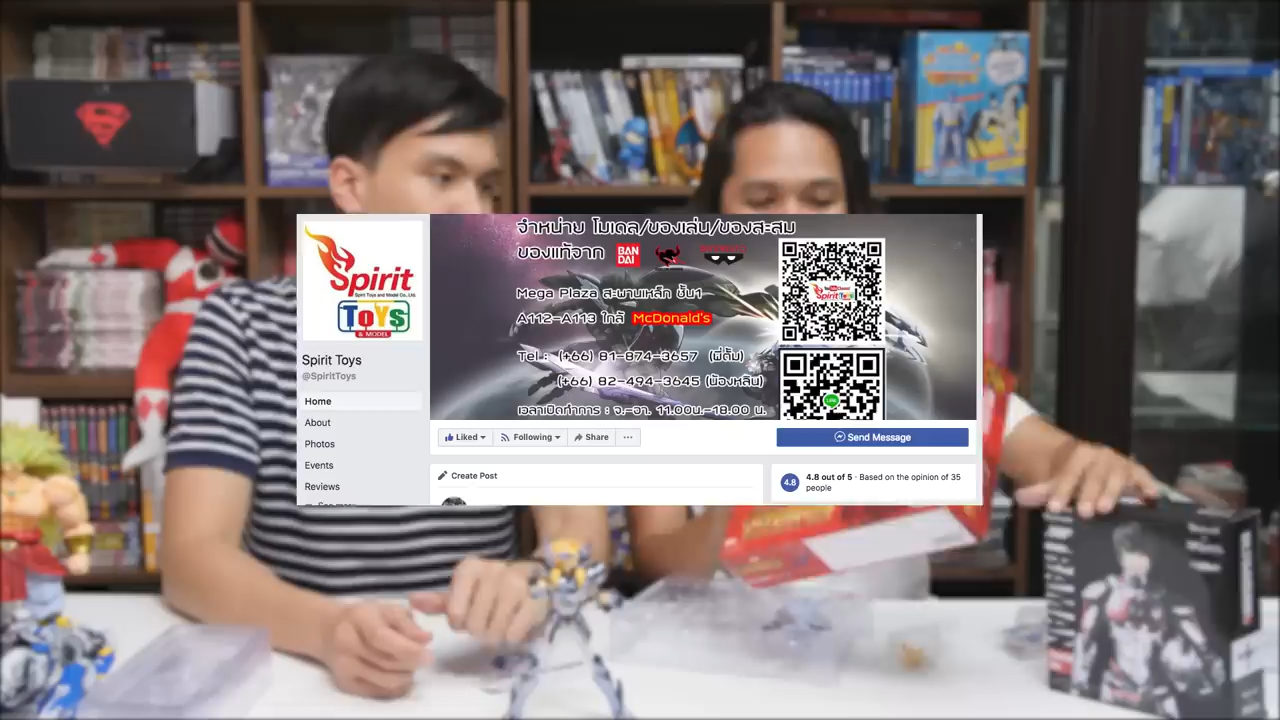 จำหน่าย โมเดล/ของเล่น/ของสะสม
ของแท้จาก BAN DAI
Mega Plaza สะพานเหล็ก ชั้น1
A112-A113 ใกล้ McDonald's
Tel : (+66) 81-874-3657 (พี่ตั้ม)
(+66) 82-494-3645 (น้องหลิน)
เวลาเปิดทำการ : จ.-อา. 11.00น.-18.00 น.
Spirit
Spirit Toys and Model Co., Ltd.
ToYS
& MODEL
Spirit Toys
@SpiritToys
Home
About
Photos
Events
Reviews
Liked
Following
Share
Send Message
Create Post
4.8
4.8 out of 5 · Based on the opinion of 35
people